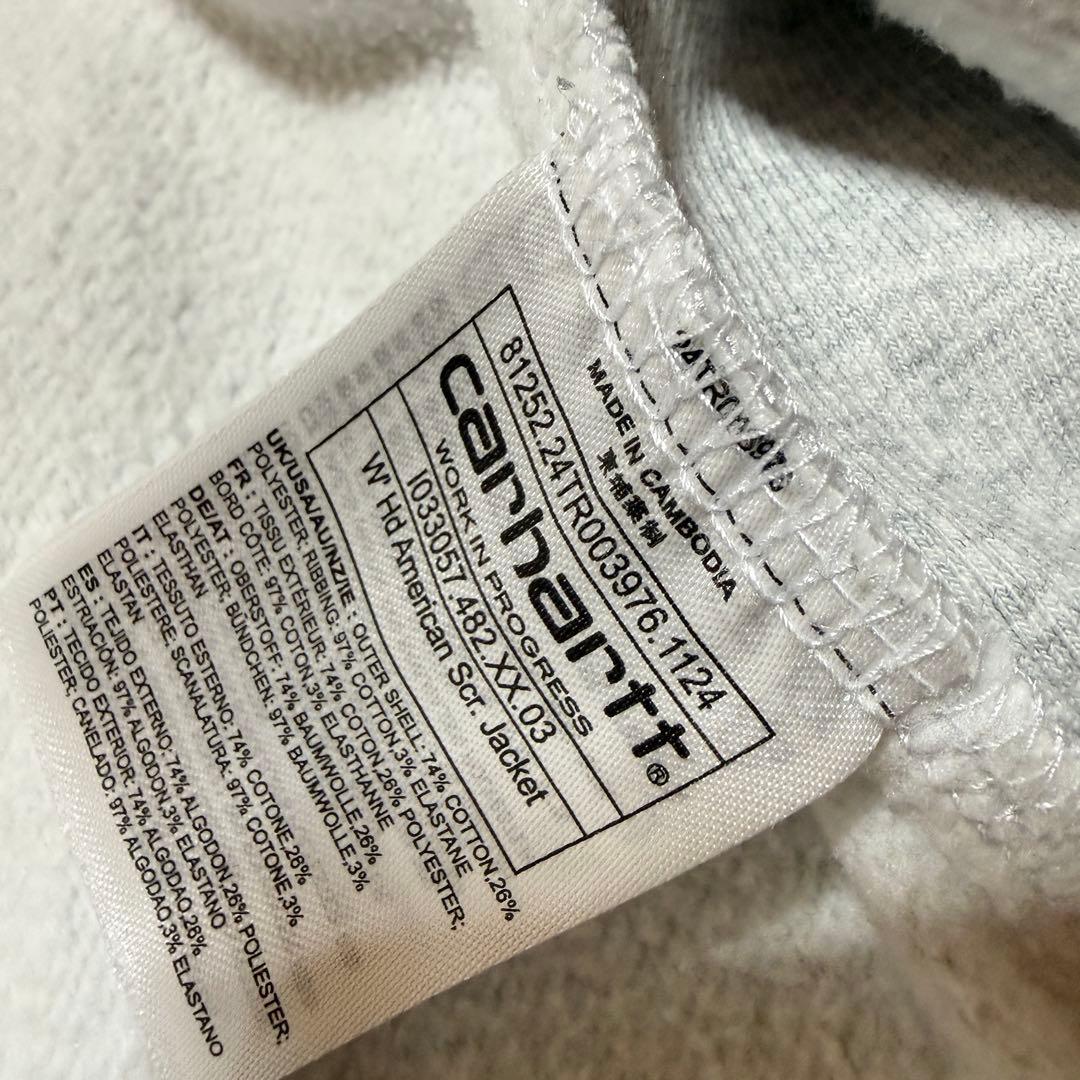 24TR003976
MADE IN CAMBODIA
柬埔寨製
81252.24TR003976.1124
carhartt®
WORK IN PROGRESS
I033057.482.XX.03
W' Hd American Scr. Jacket
UK/USA/AU/NZ/IE : OUTER SHELL: 74% COTTON,26%
POLYESTER; RIBBING: 97% COTTON,3% ELASTANE
FR : TISSU EXTÉRIEUR: 74% COTON,26% POLYESTER;
BORD CÔTE: 97% COTON,3% ELASTHANNE
DE/AT : OBERSTOFF: 74% BAUMWOLLE,26%
POLYESTER; BÜNDCHEN: 97% BAUMWOLLE,3%
ELASTHAN
IT : TESSUTO ESTERNO: 74% COTONE,26%
POLIESTERE; SCANALATURA: 97% COTONE,3%
ELASTAN
ES : TEJIDO EXTERNO: 74% ALGODON,26% POLIESTER;
ESTRIACIÓN: 97% ALGODON,3% ELASTANO
PT : TECIDO EXTERIOR: 74% ALGODAO,26%
POLIESTER; CANELADO: 97% ALGODAO,3% ELASTANO